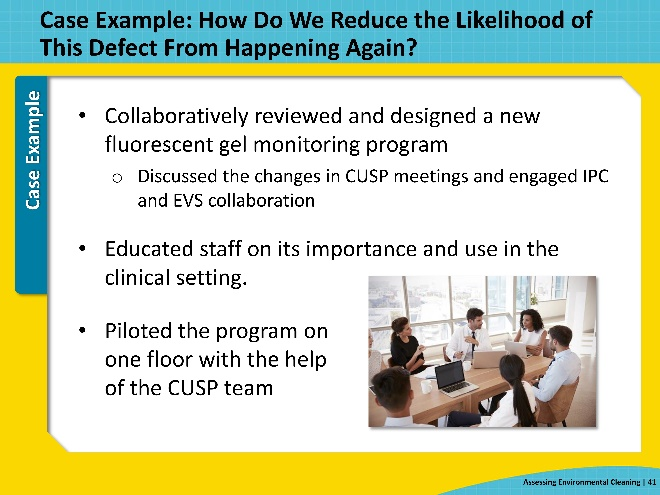 Case Example: How Do We Reduce the Likelihood of
This Defect From Happening Again?
Case Example
• Collaboratively reviewed and designed a new
fluorescent gel monitoring program
o Discussed the changes in CUSP meetings and engaged IPC
and EVS collaboration
• Educated staff on its importance and use in the
clinical setting.
• Piloted the program on
one floor with the help
of the CUSP team
Assessing Environmental Cleaning | 41